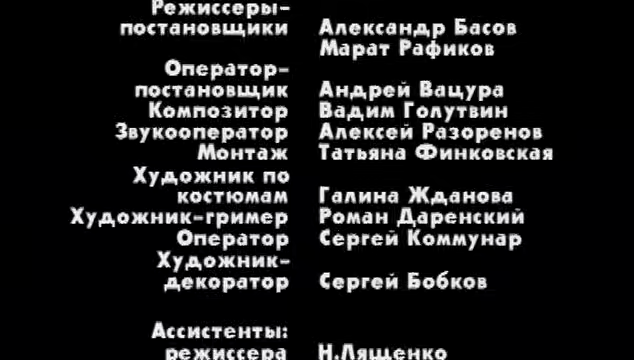 Режиссеры-
постановщики Александр Басов
Марат Рафиков
Оператор-
постановщик Андрей Вацура
Композитор Вадим Голутвин
Звукооператор Алексей Разоренов
Монтаж Татьяна Финковская
Художник по
костюмам Галина Жданова
Художник-гример Роман Даренский
Оператор Сергей Коммунар
Художник-
декоратор Сергей Бобков
Ассистенты:
режиссера Н.Лященко